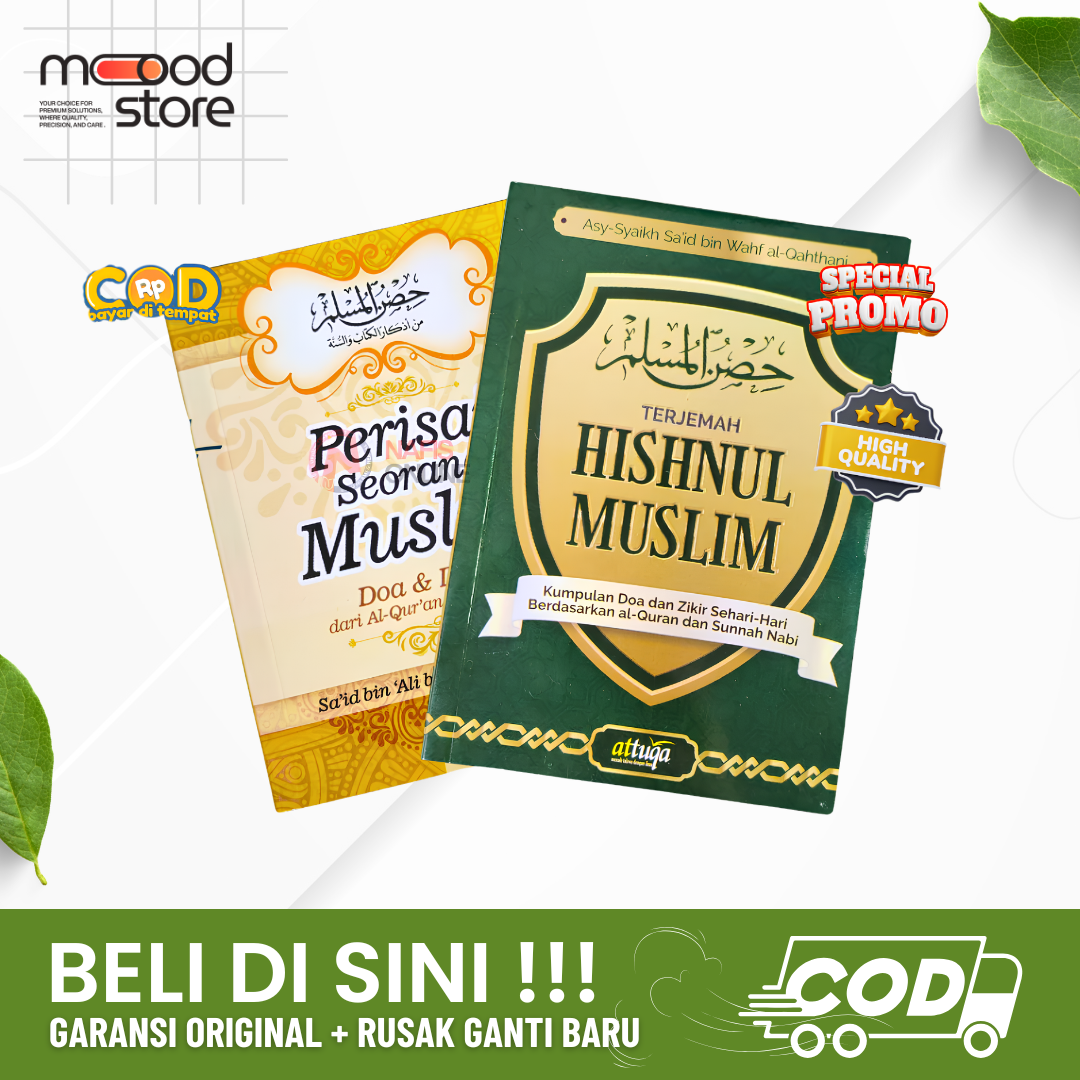 moood
store
YOUR CHOICE FOR
PREMIUM SOLUTIONS,
WHERE QUALITY,
PRECISION, AND CARE.
COD
RP
bayar di tempat
حصن المسلم
من أذكار الكتاب والسنة
Perisa
Seoran
Musl
Doa &
dari Al-Qur'an
Sa'id bin 'Ali b
Asy-Syaikh Sa'id bin Wahf al-Qahthani
حِصْنُ المُسْلِمْ
TERJEMAH
HISHNUL
MUSLIM
Kumpulan Doa dan Zikir Sehari-Hari
Berdasarkan al-Quran dan Sunnah Nabi
attuqa
SPECIAL
PROMO
HIGH
QUALITY
BELI DI SINI !!!
GARANSI ORIGINAL + RUSAK GANTI BARU
COD